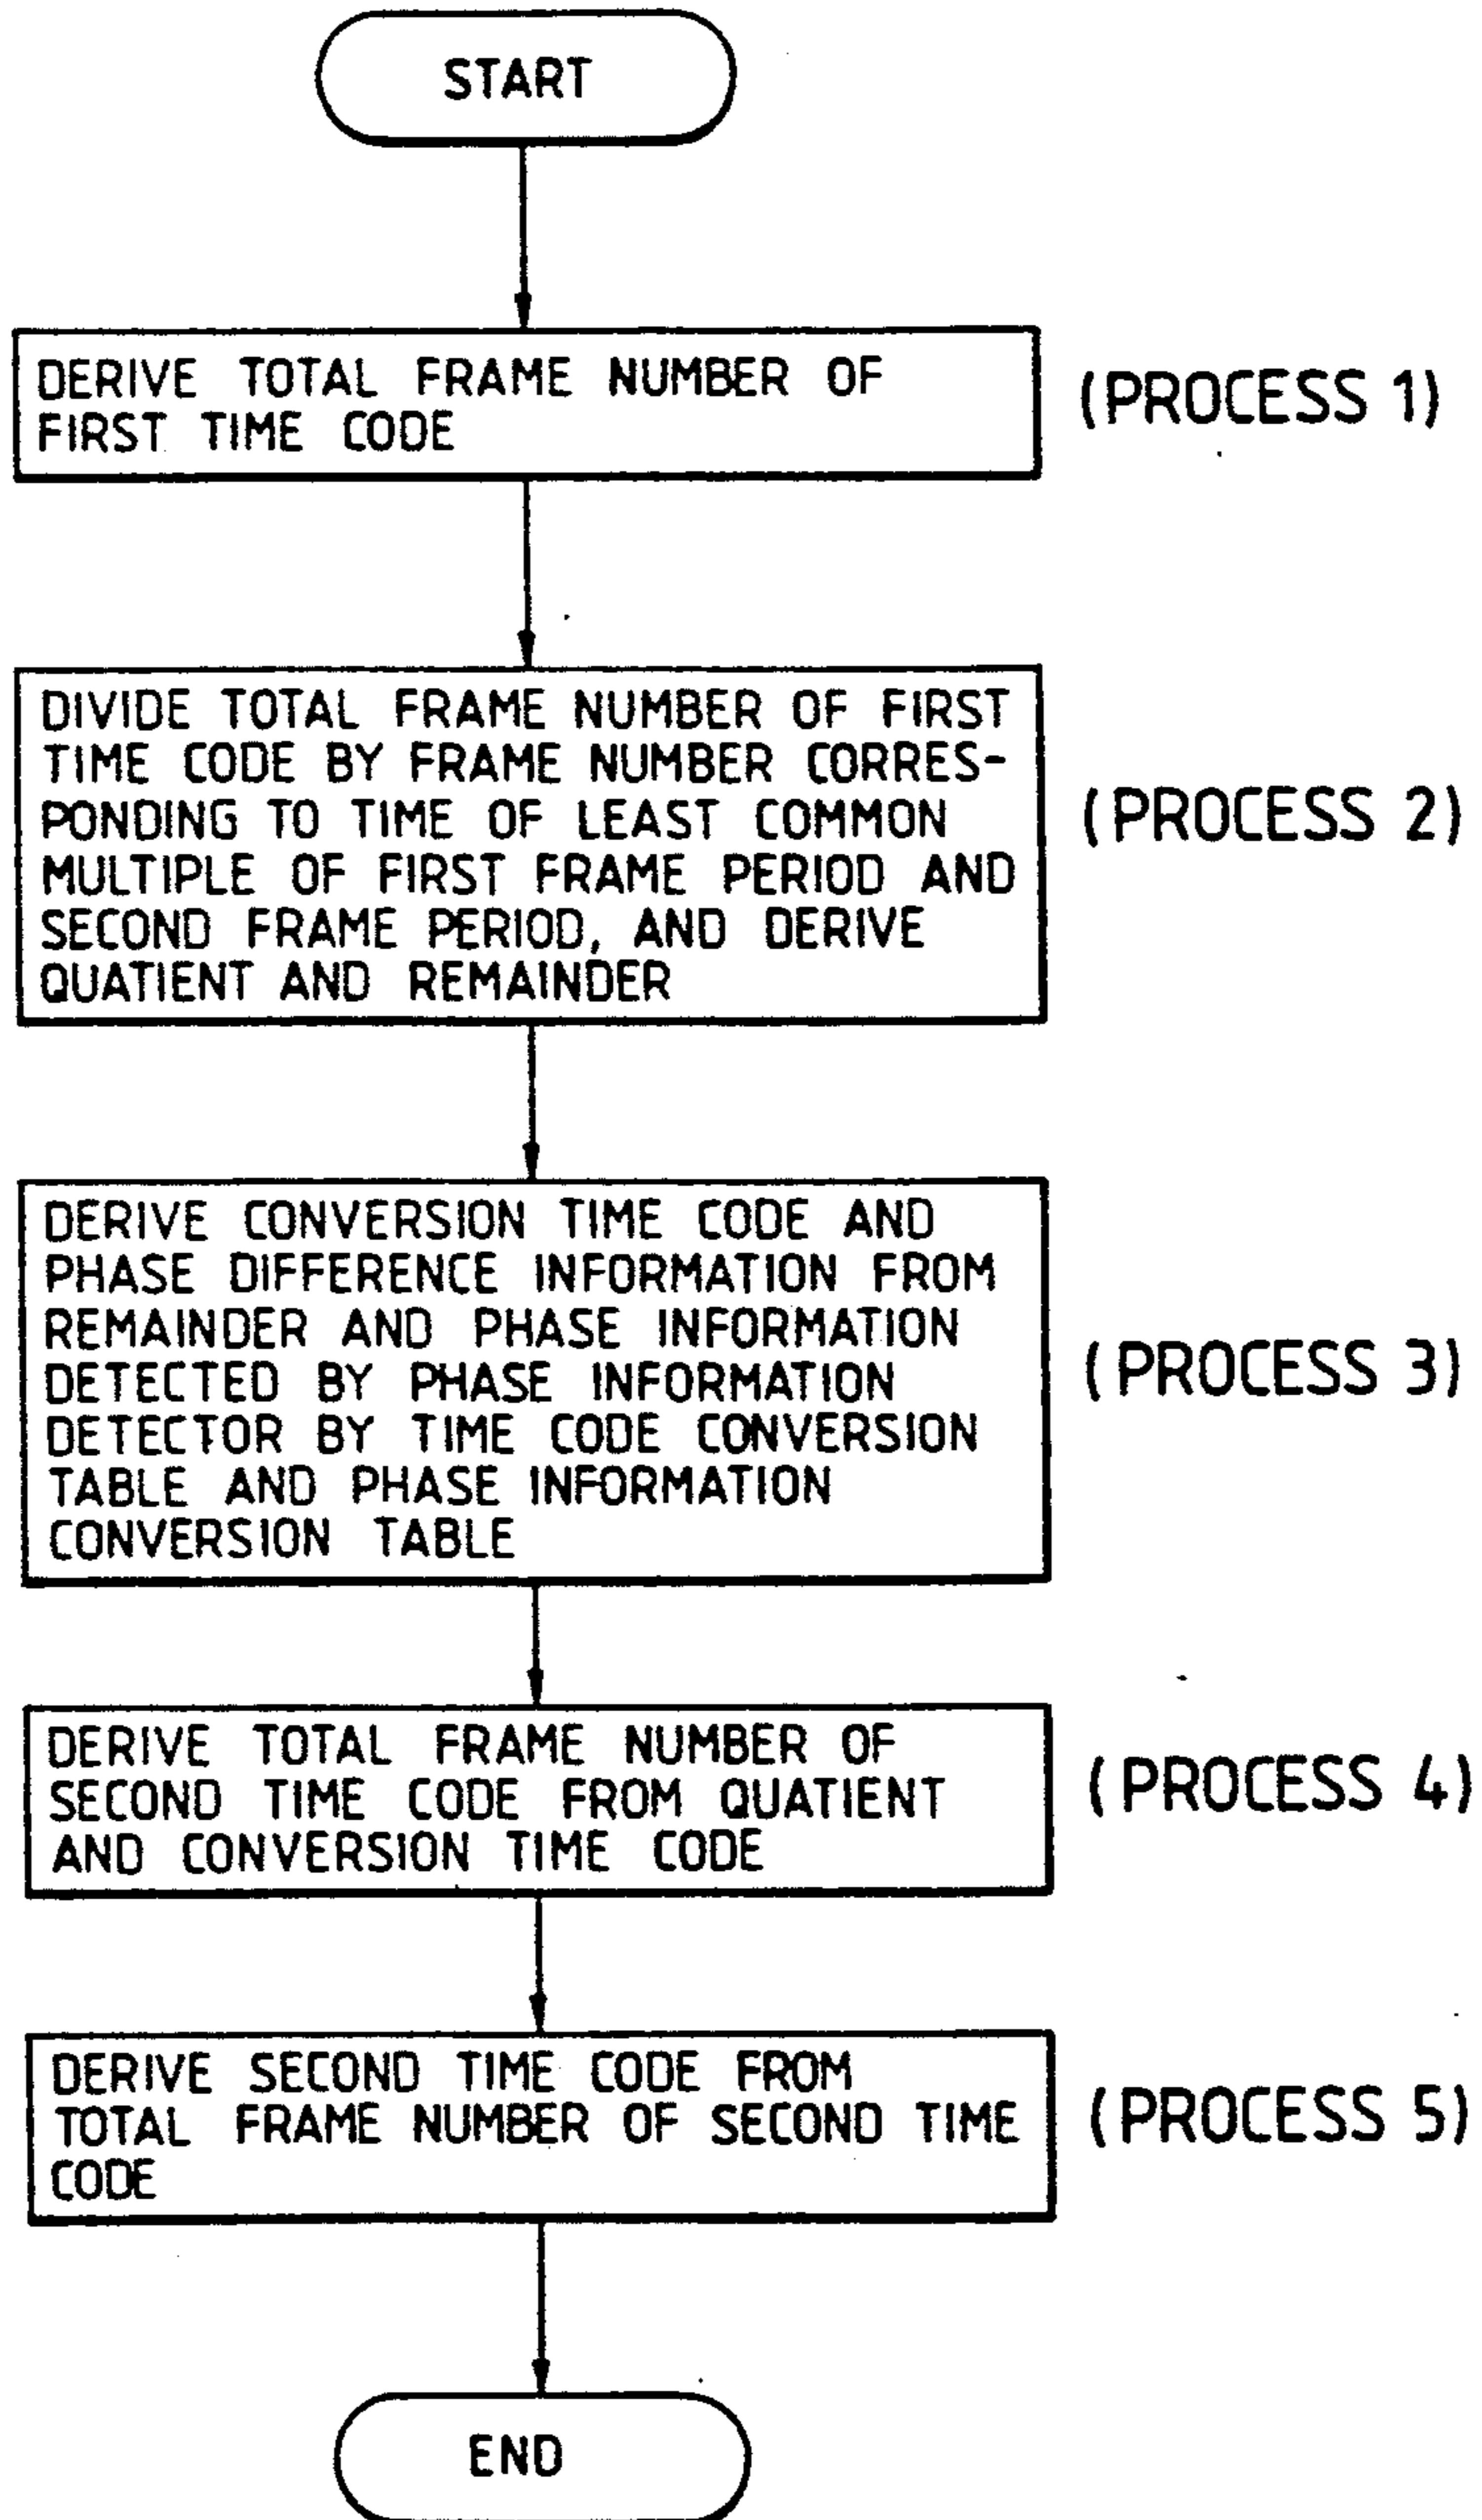 START
DERIVE TOTAL FRAME NUMBER OF
FIRST TIME CODE
(PROCESS 1)
DIVIDE TOTAL FRAME NUMBER OF FIRST
TIME CODE BY FRAME NUMBER CORRES-
PONDING TO TIME OF LEAST COMMON
MULTIPLE OF FIRST FRAME PERIOD AND
SECOND FRAME PERIOD, AND DERIVE
QUATIENT AND REMAINDER
(PROCESS 2)
DERIVE CONVERSION TIME CODE AND
PHASE DIFFERENCE INFORMATION FROM
REMAINDER AND PHASE INFORMATION
DETECTED BY PHASE INFORMATION
DETECTOR BY TIME CODE CONVERSION
TABLE AND PHASE INFORMATION
CONVERSION TABLE
(PROCESS 3)
DERIVE TOTAL FRAME NUMBER OF
SECOND TIME CODE FROM QUATIENT
AND CONVERSION TIME CODE
(PROCESS 4)
DERIVE SECOND TIME CODE FROM
TOTAL FRAME NUMBER OF SECOND TIME
CODE
(PROCESS 5)
END